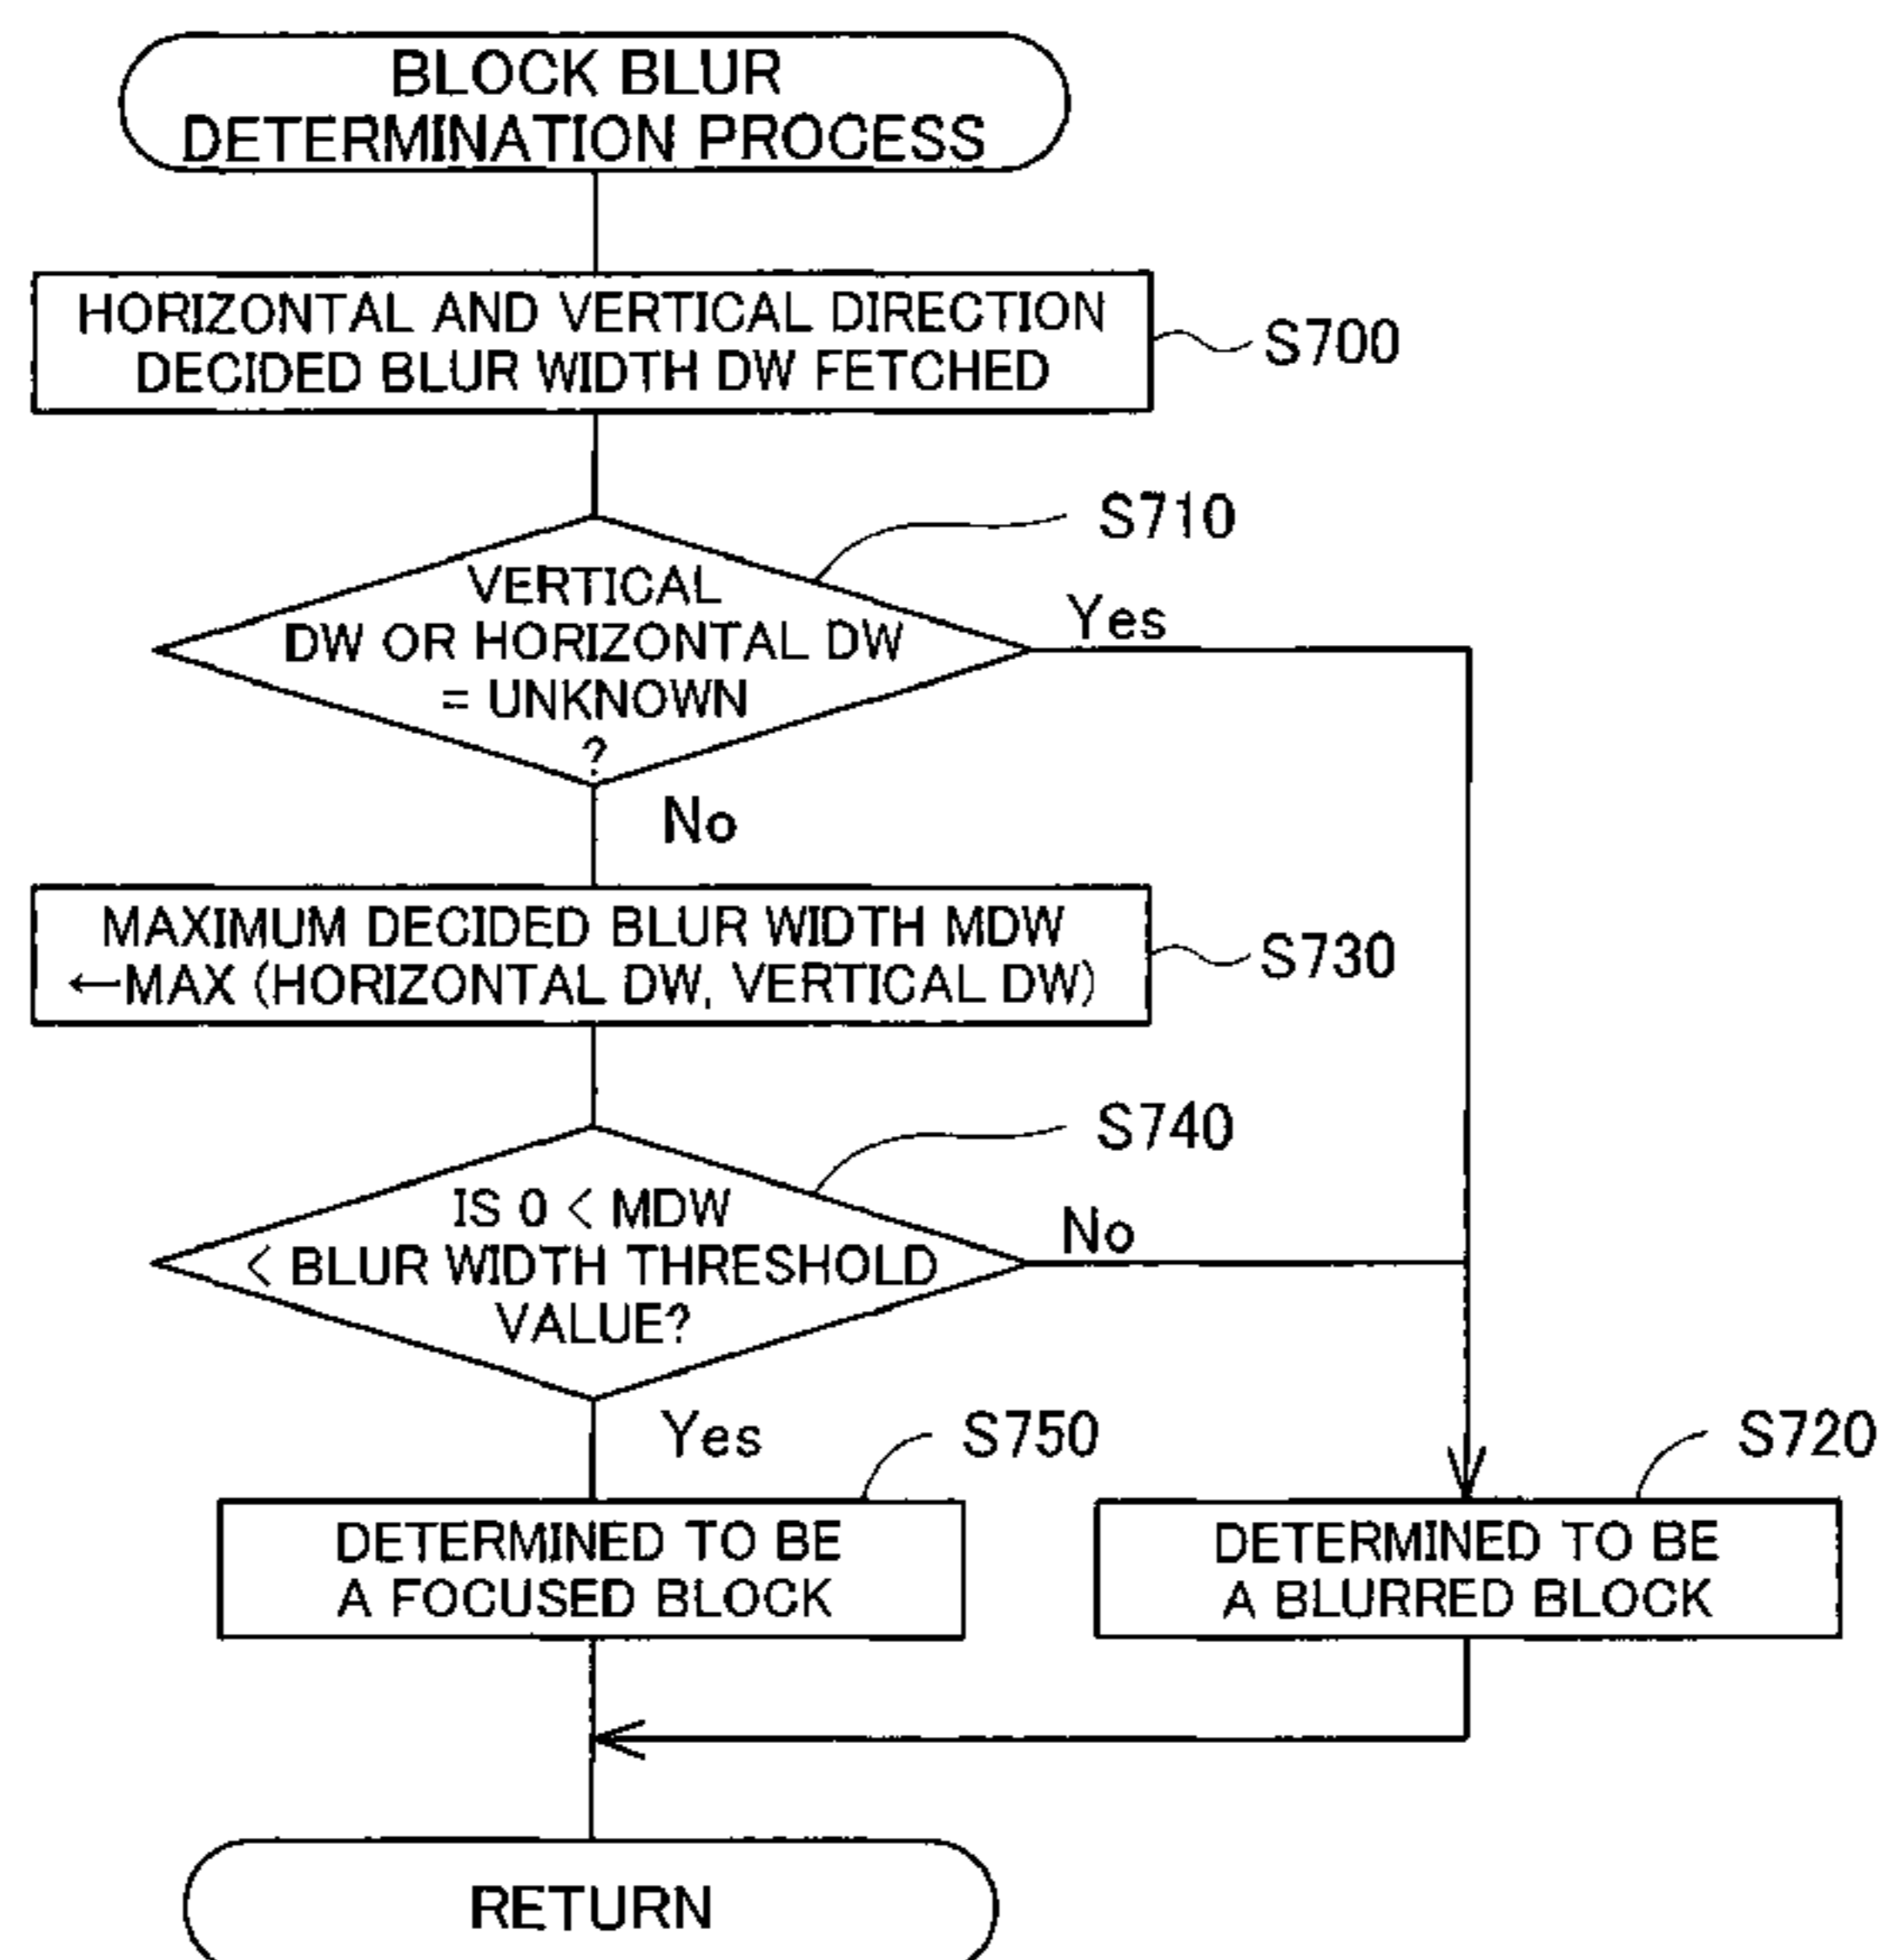 BLOCK BLUR
DETERMINATION PROCESS
HORIZONTAL AND VERTICAL DIRECTION
DECIDED BLUR WIDTH DW FETCHED
S700
S710
VERTICAL
DW OR HORIZONTAL DW
= UNKNOWN
?
Yes
No
MAXIMUM DECIDED BLUR WIDTH MDW
←MAX (HORIZONTAL DW, VERTICAL DW)
S730
S740
IS 0 < MDW
< BLUR WIDTH THRESHOLD
VALUE?
No
Yes
S750
S720
DETERMINED TO BE
A FOCUSED BLOCK
DETERMINED TO BE
A BLURRED BLOCK
RETURN